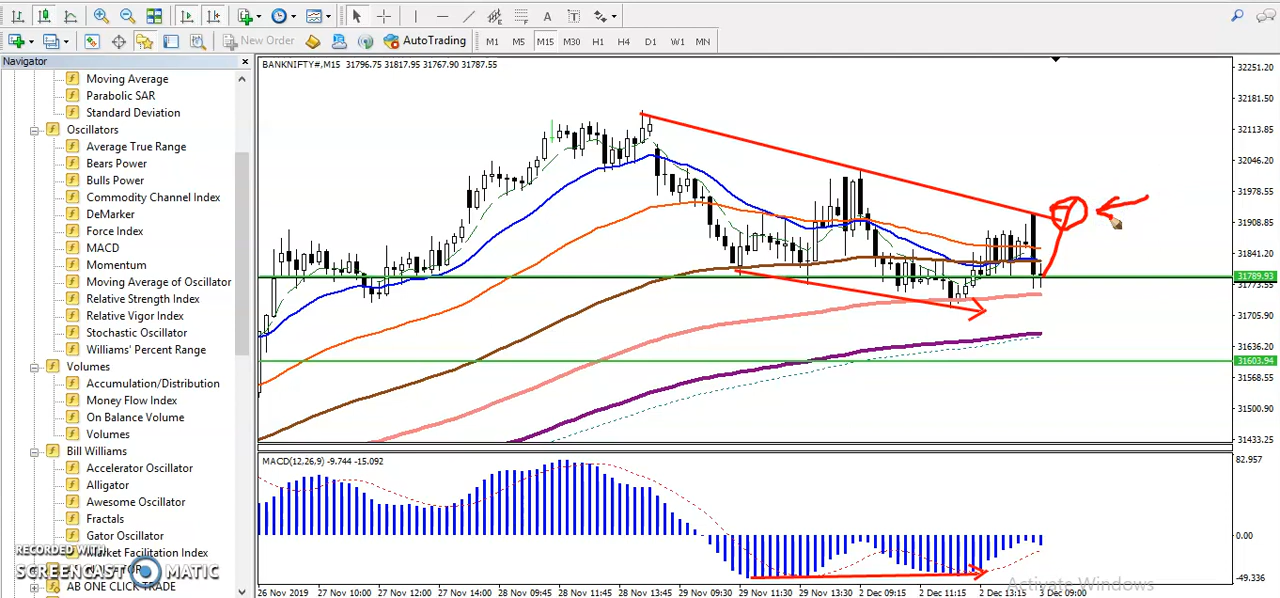 New Order
AutoTrading
M1 M5 M15 M30 H1 H4 D1 W1 MN
Navigator
Moving Average
Parabolic SAR
Standard Deviation
Oscillators
Average True Range
Bears Power
Bulls Power
Commodity Channel Index
DeMarker
Force Index
MACD
Momentum
Moving Average of Oscillator
Relative Strength Index
Relative Vigor Index
Stochastic Oscillator
Williams' Percent Range
Volumes
Accumulation/Distribution
Money Flow Index
On Balance Volume
Volumes
Bill Williams
Accelerator Oscillator
Alligator
Awesome Oscillator
Fractals
Gator Oscillator
Market Facilitation Index
AB ONE CLICK TRADE
RECORDED WITH
SCREENCAST MATIC
BANKNIFTY#,M15 31796.75 31817.95 31767.90 31787.55
32251.20
32181.50
32113.85
32046.20
31978.55
31908.85
31841.20
31789.93
31773.55
31705.90
31636.20
31603.94
31568.55
31500.90
31433.25
MACD(12,26,9) -9.744 -15.092
82.957
0.00
-49.336
26 Nov 2019 27 Nov 10:00 27 Nov 12:00 27 Nov 14:00 28 Nov 09:45 28 Nov 11:45 28 Nov 13:45 29 Nov 09:30 29 Nov 11:30 29 Nov 13:30 2 Dec 09:15 2 Dec 11:15 2 Dec 13:15 3 Dec 09:00
Activate Windows